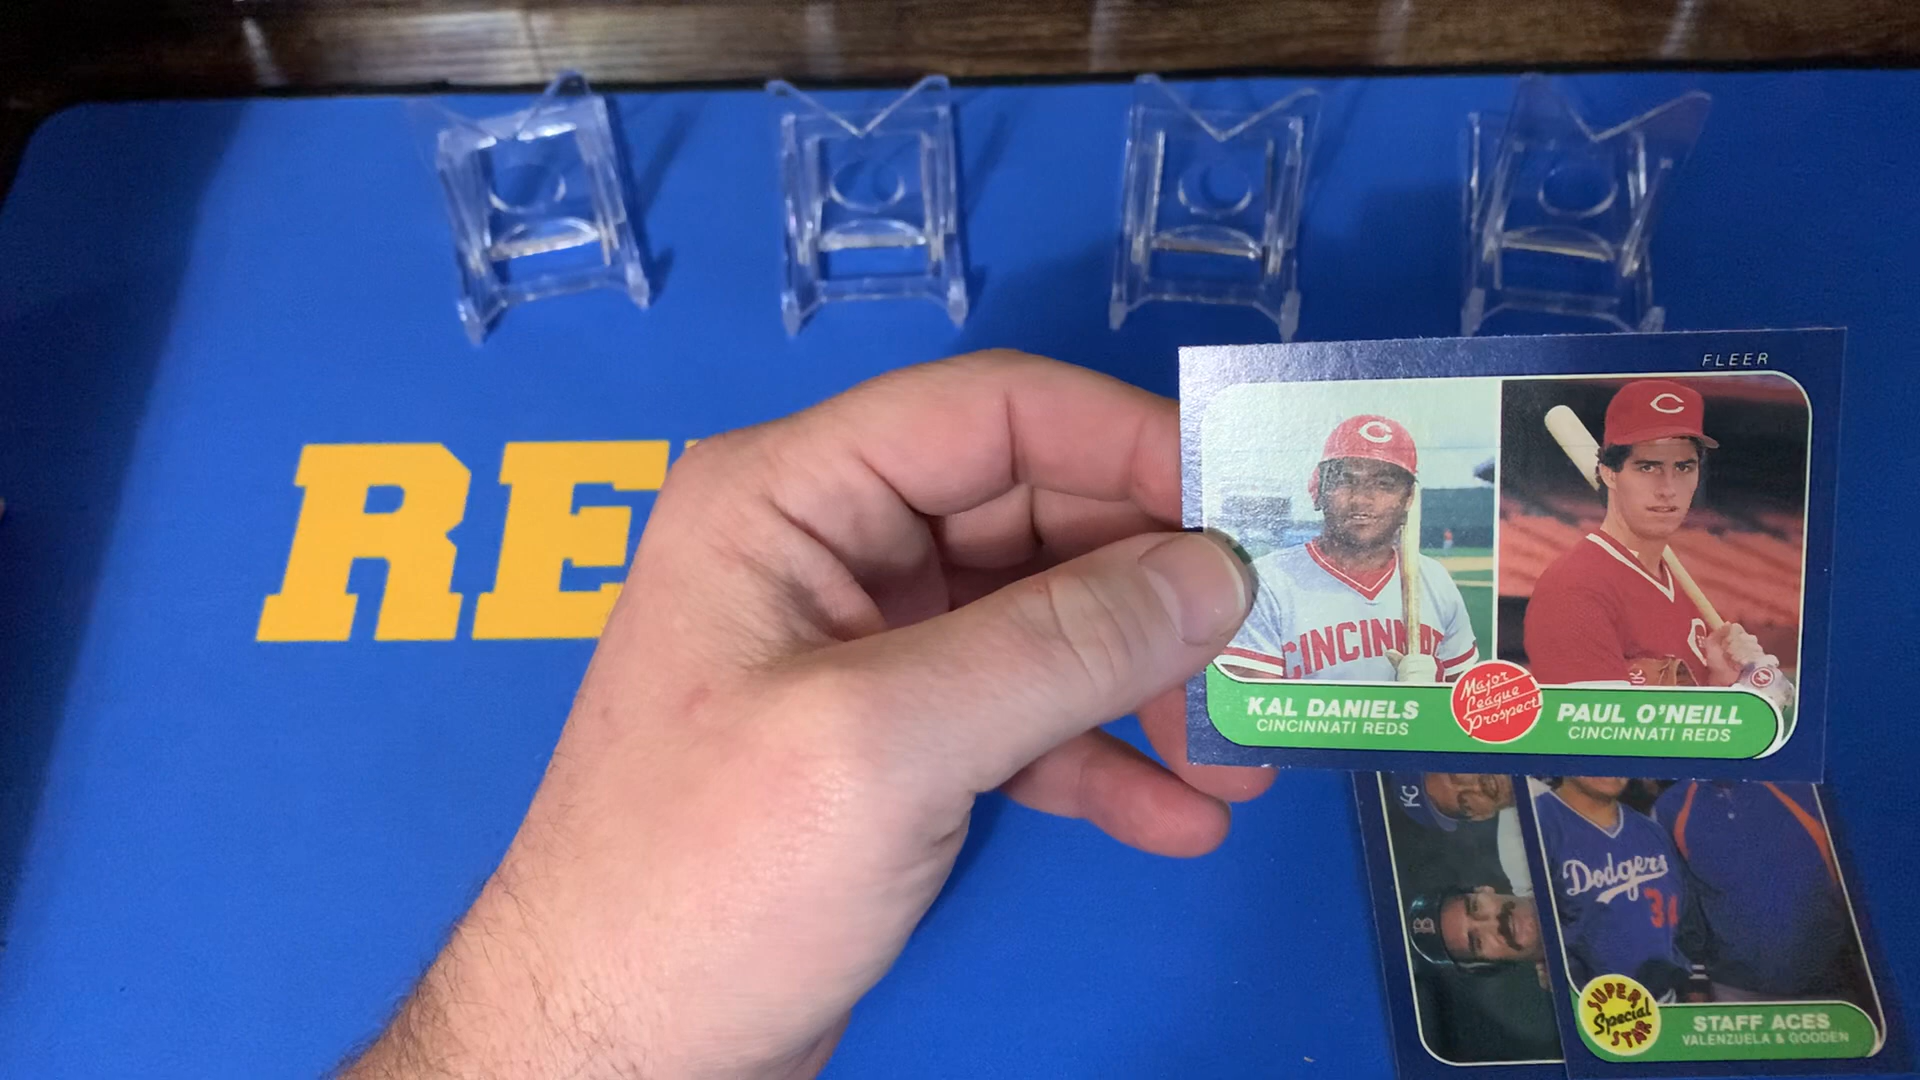 RE
FLEER
C
C
CINCINNATI
C
KAL DANIELS
CINCINNATI REDS
Major
League
Prospect
PAUL O'NEILL
CINCINNATI REDS
KC
B
Dodgers
34
SUPER
Special
STAR
STAFF ACES
VALENZUELA & GOODEN